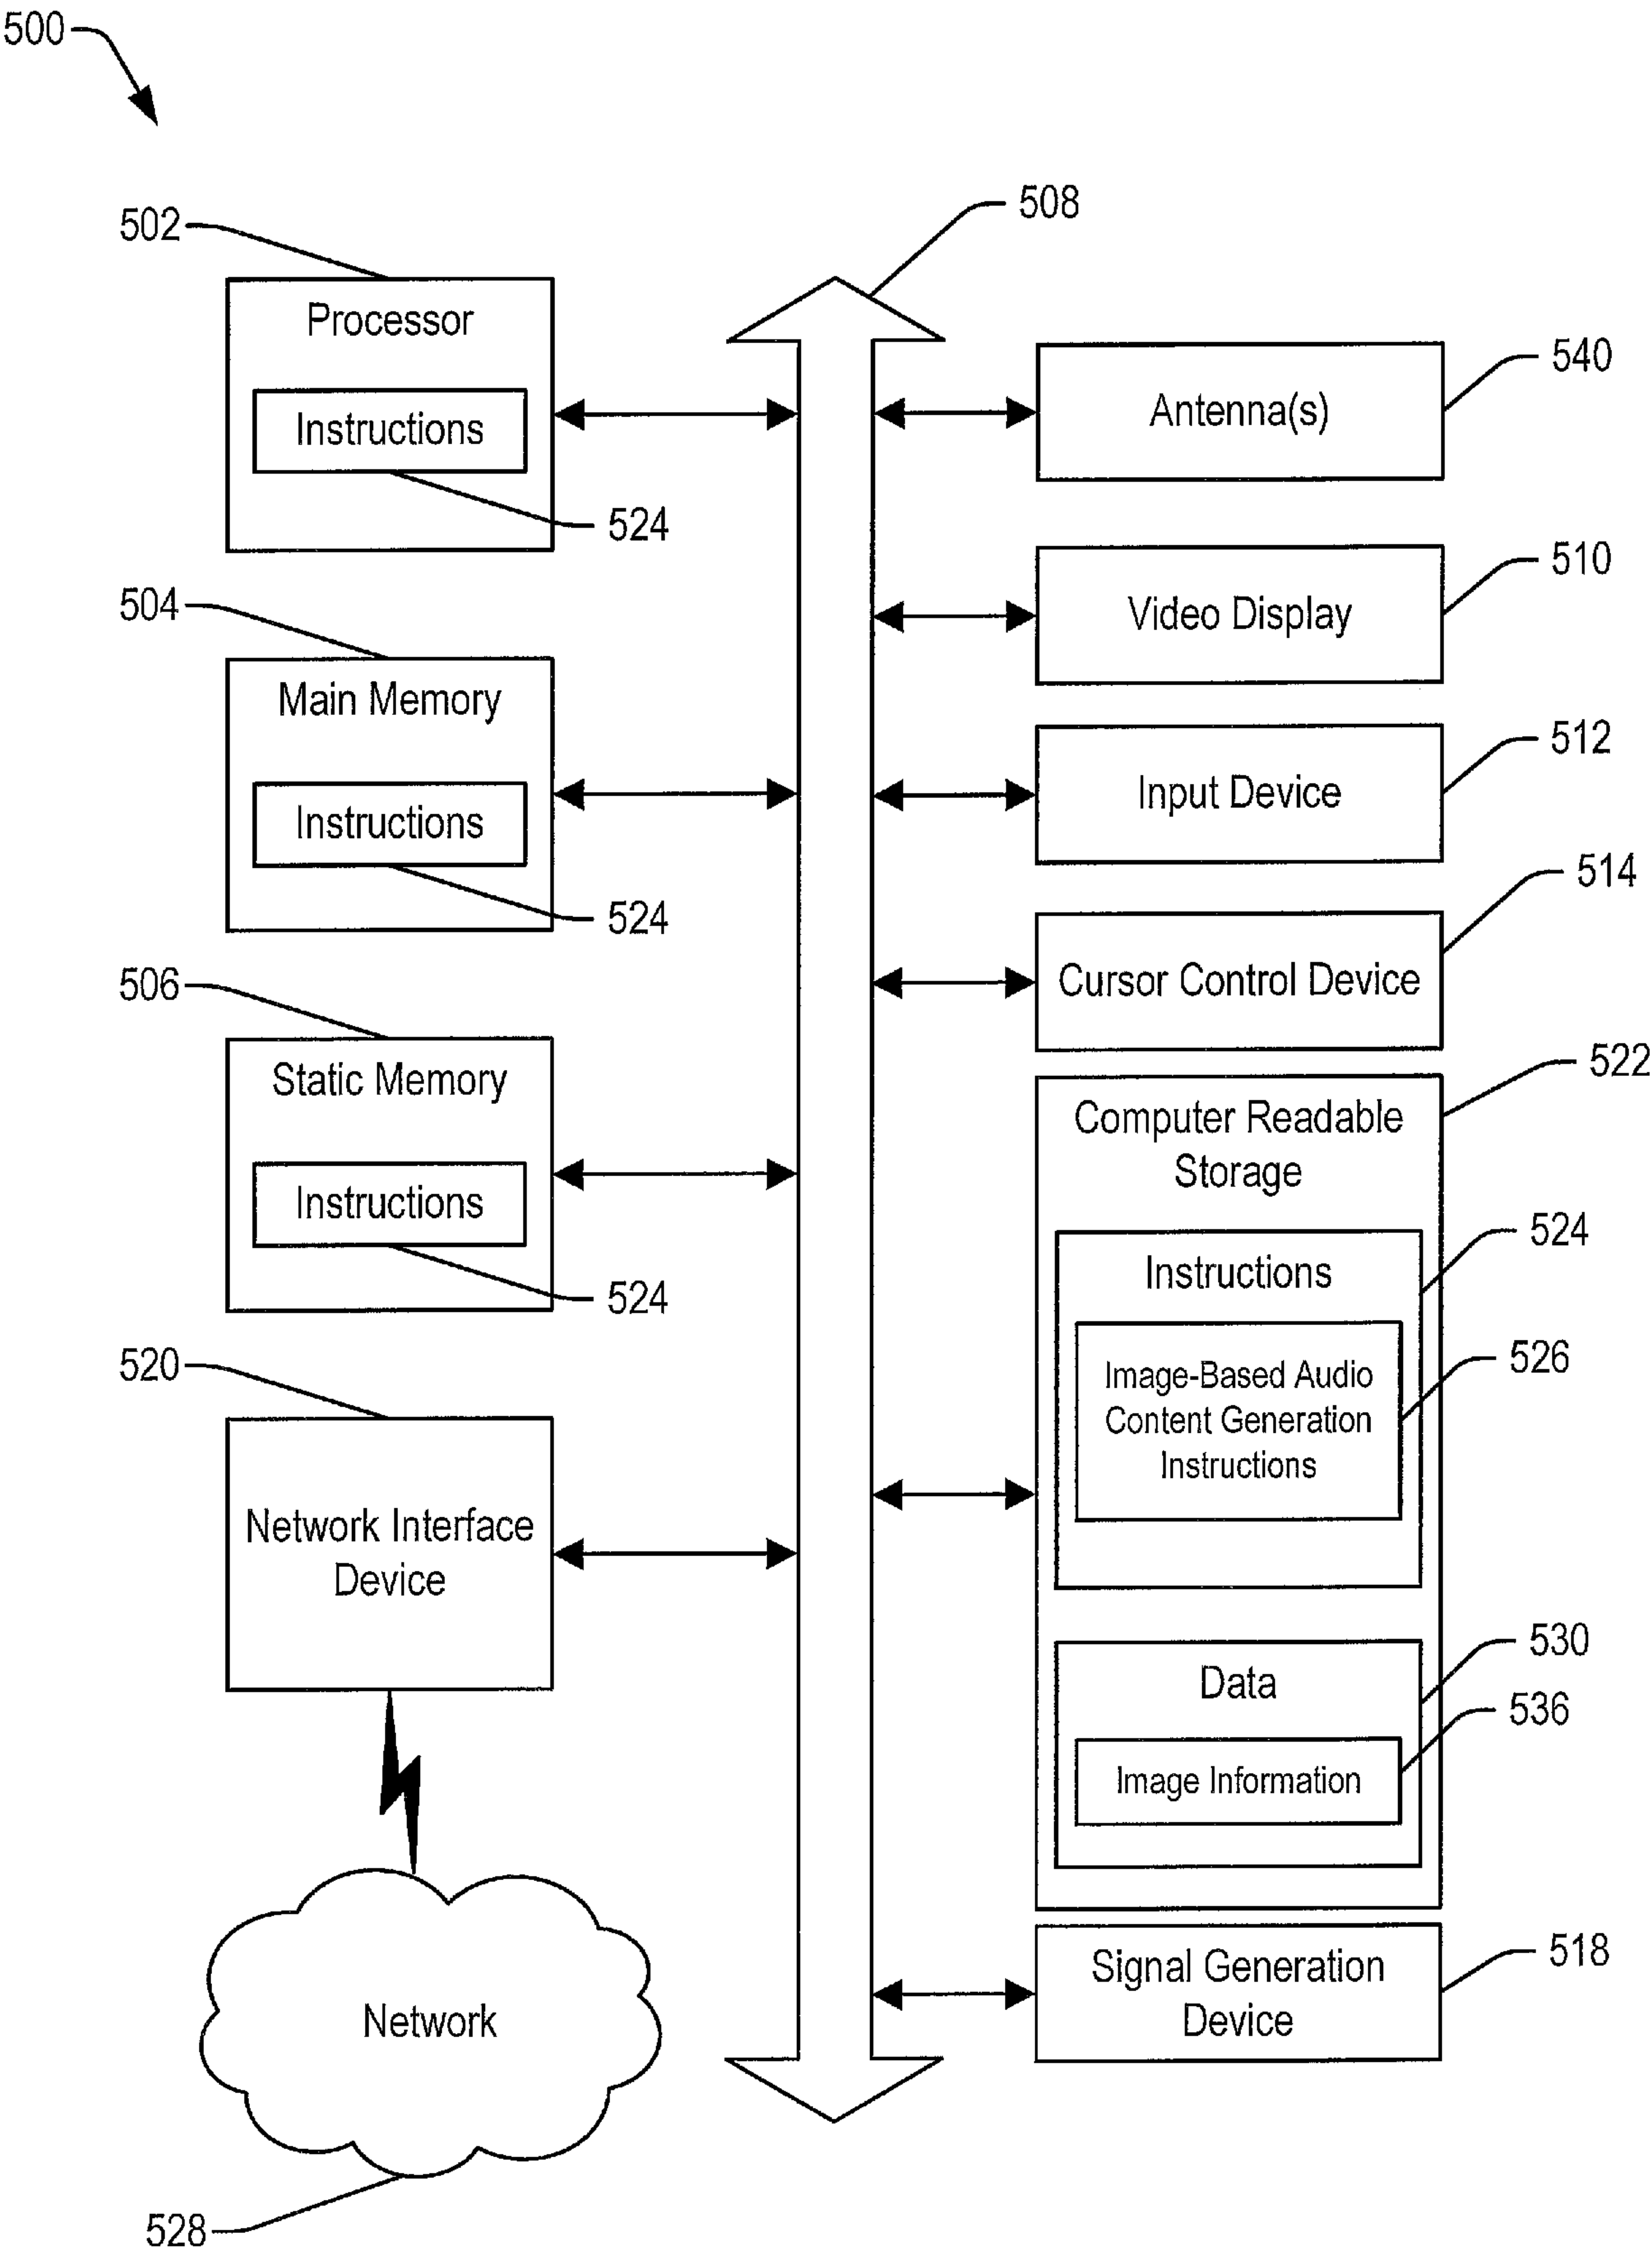 500
502
508
Processor
Instructions
524
540
Antenna(s)
510
Video Display
504
Main Memory
Instructions
524
512
Input Device
514
Cursor Control Device
506
Static Memory
Instructions
524
522
Computer Readable
Storage
524
Instructions
526
Image-Based Audio
Content Generation
Instructions
520
Network Interface
Device
530
Data
536
Image Information
518
Signal Generation
Device
Network
528